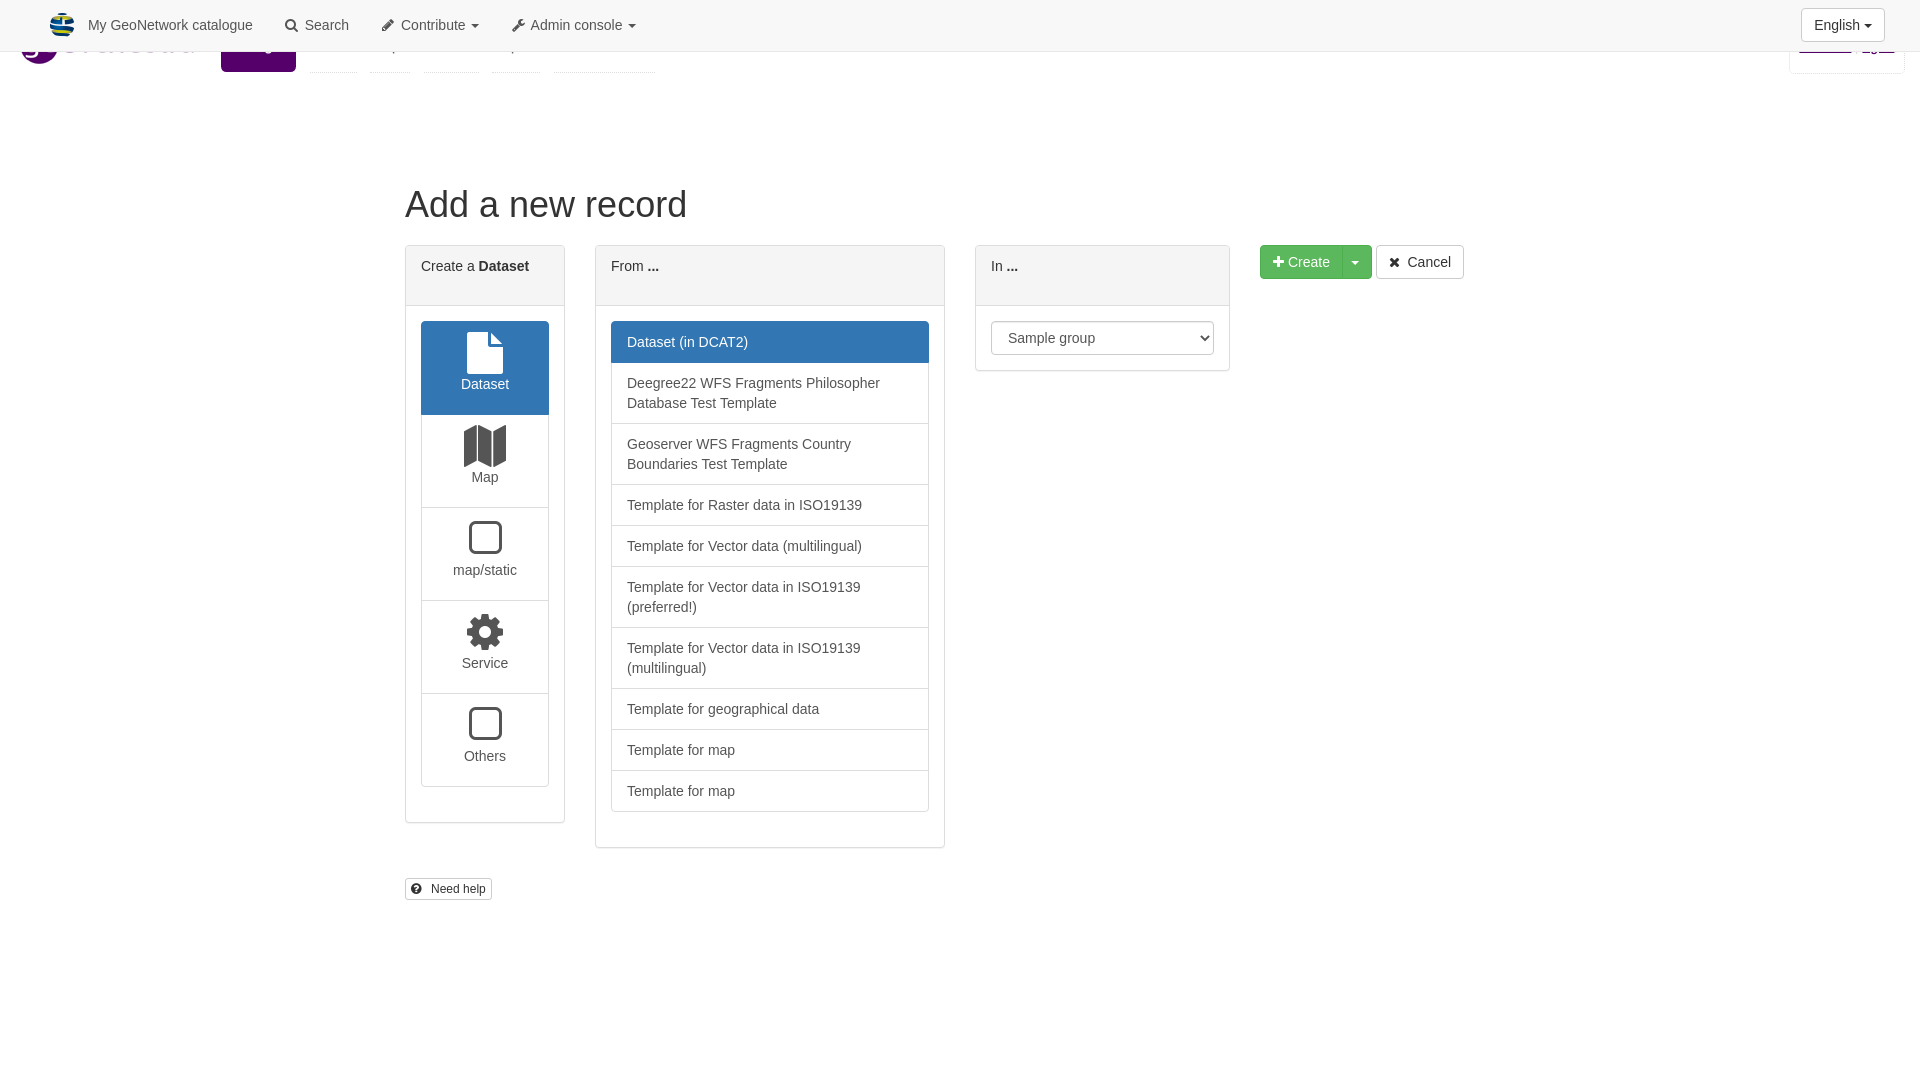 My GeoNetwork catalogue
Search
Contribute
Admin console
English
Add a new record
Create a Dataset
From ...
In ...
Create
Cancel
Dataset
Map
map/static
Service
Others
Dataset (in DCAT2)
Deegree22 WFS Fragments Philosopher
Database Test Template
Geoserver WFS Fragments Country
Boundaries Test Template
Template for Raster data in ISO19139
Template for Vector data (multilingual)
Template for Vector data in ISO19139
(preferred!)
Template for Vector data in ISO19139
(multilingual)
Template for geographical data
Template for map
Template for map
Sample group
Need help